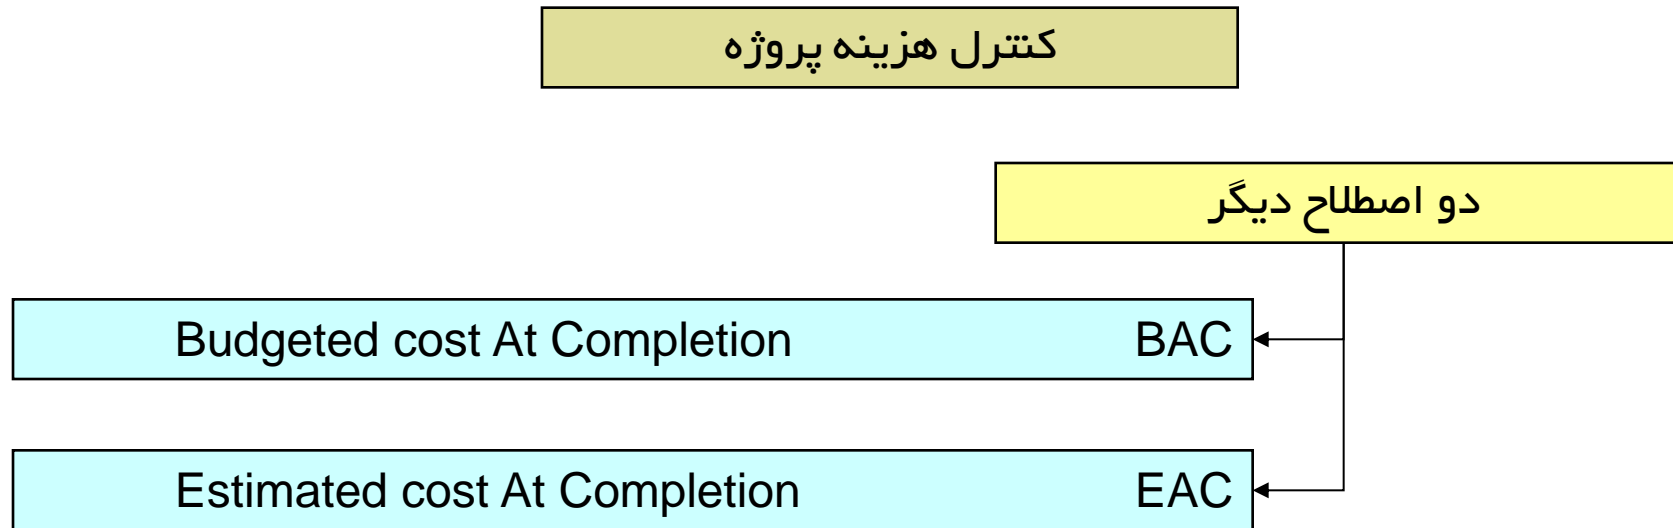 کنترل هزینه پروژه
دو اصطلاح دیگر
Budgeted cost At Completion BAC
Estimated cost At Completion EAC